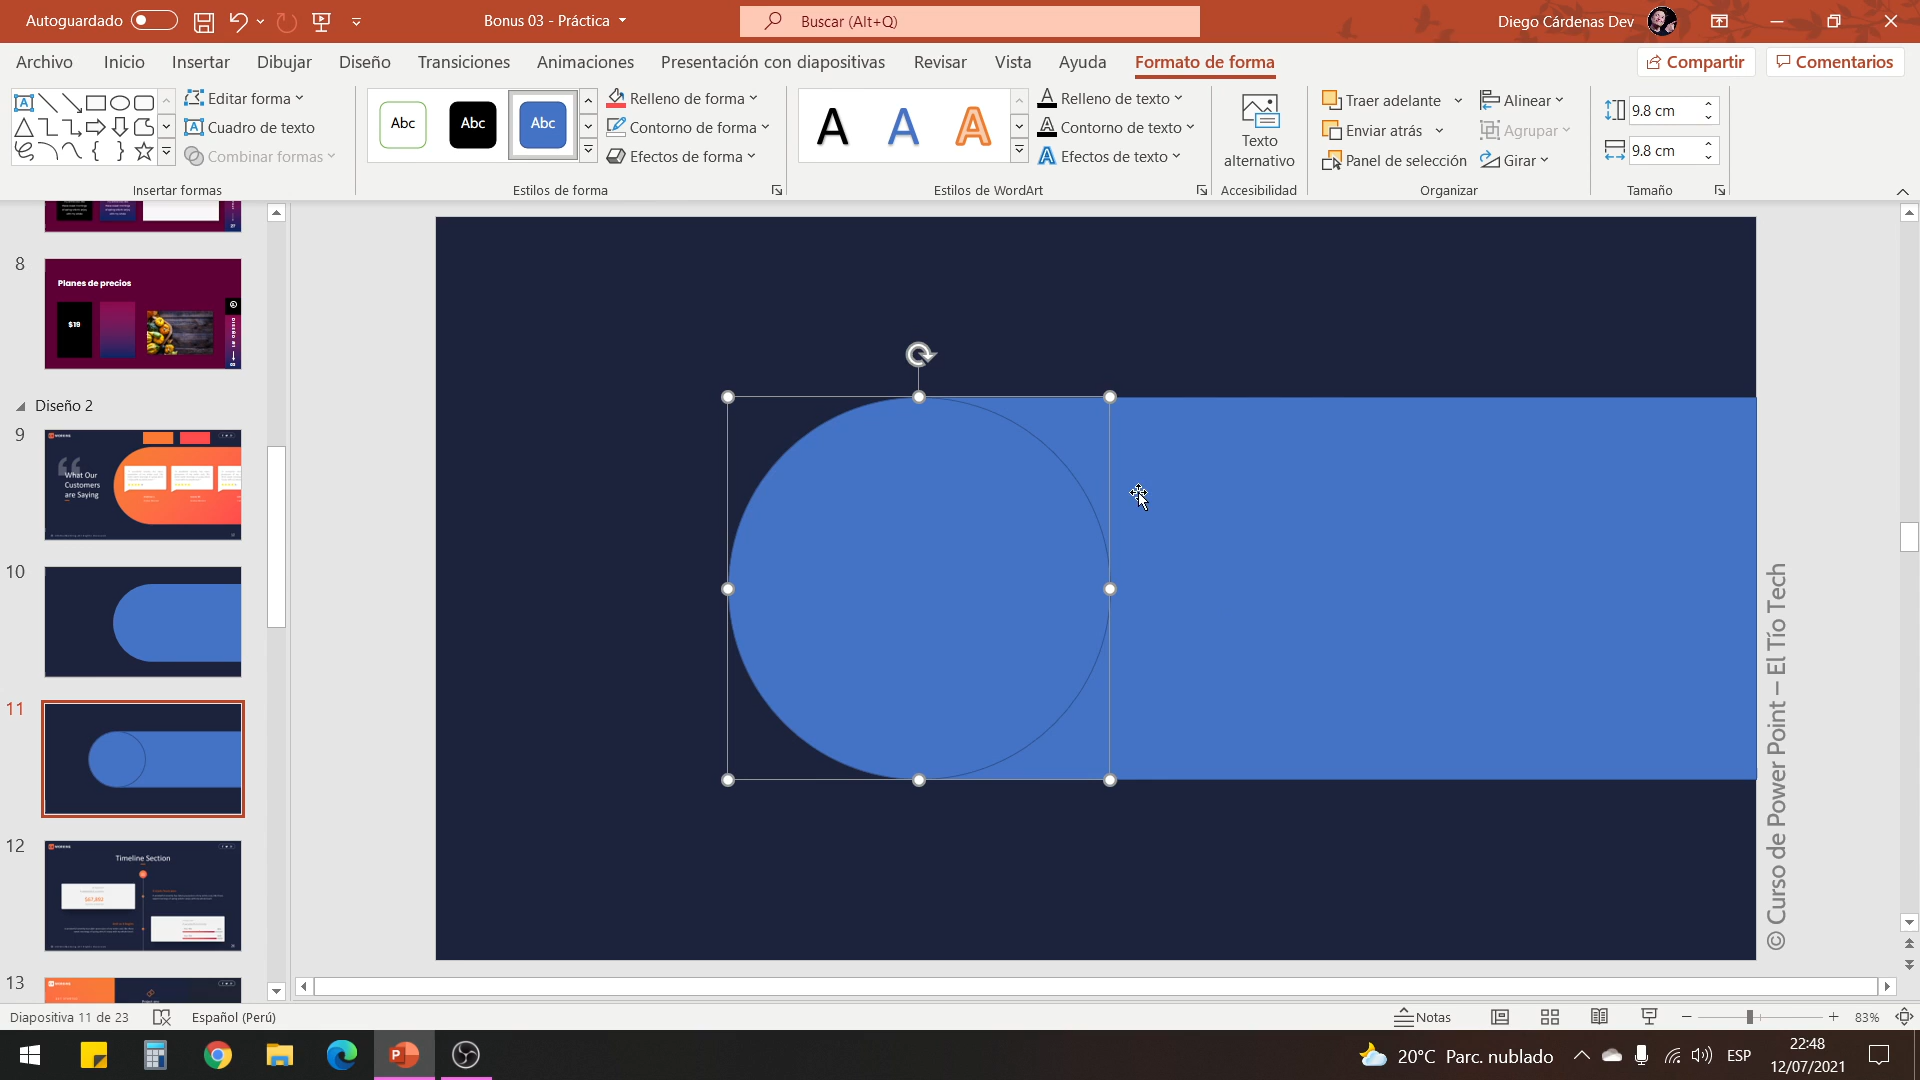 Autoguardado
Bonus 03 - Práctica
Buscar (Alt+Q)
Diego Cárdenas Dev
Archivo Inicio Insertar Dibujar Diseño Transiciones Animaciones Presentación con diapositivas Revisar Vista Ayuda Formato de forma
Compartir
Comentarios
Editar forma
Cuadro de texto
Combinar formas
Insertar formas
Abc Abc Abc
Relleno de forma
Contorno de forma
Efectos de forma
Estilos de forma
A A A
Relleno de texto
Contorno de texto
Efectos de texto
Estilos de WordArt
Texto
alternativo
Accesibilidad
Traer adelante
Enviar atrás
Panel de selección
Alinear
Agrupar
Girar
Organizar
9.8 cm
9.8 cm
Tamaño
8
Planes de precios
$19
Diseño 2
9
What Our
Customers
are Saying
10
11
12
Timeline Section
13
© Curso de Power Point – El Tío Tech
Diapositiva 11 de 23
Español (Perú)
Notas
83%
20°C Parc. nublado
ESP
22:48
12/07/2021